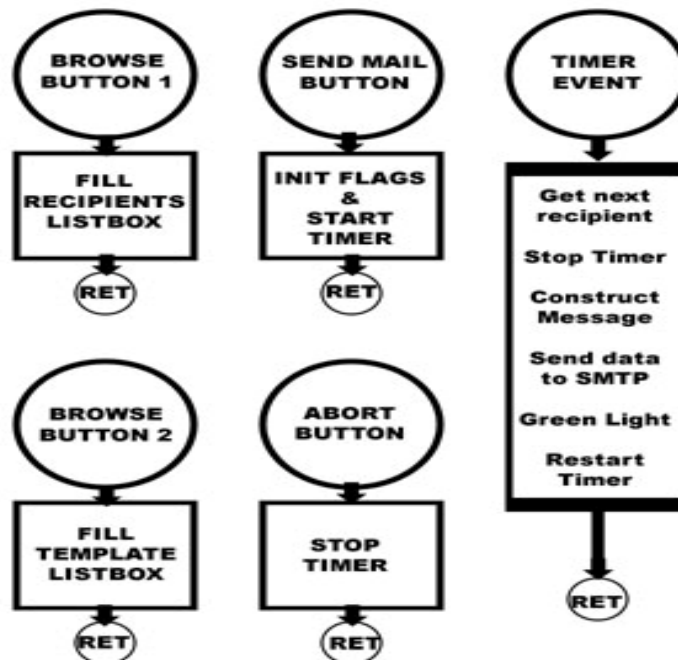 BROWSE
BUTTON 1
FILL
RECIPIENTS
LISTBOX
RET
SEND MAIL
BUTTON
INIT FLAGS
&
START
TIMER
RET
TIMER
EVENT
Get next
recipient
Stop Timer
Construct
Message
Send data
to SMTP
Green Light
Restart
Timer
RET
BROWSE
BUTTON 2
FILL
TEMPLATE
LISTBOX
RET
ABORT
BUTTON
STOP
TIMER
RET